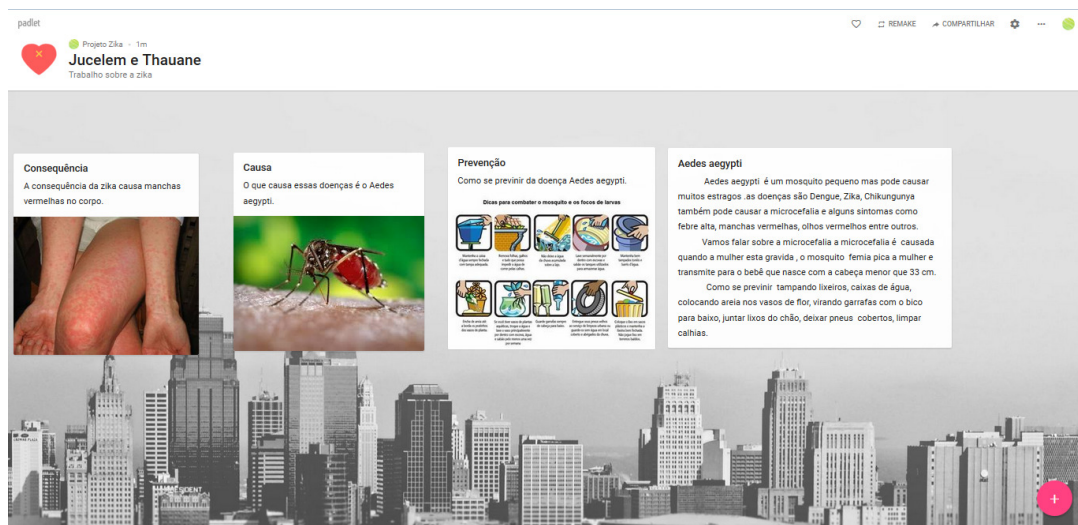 padlet
REMAKE
COMPARTILHAR
Projeto Zika - 1m
Jucelem e Thauane
Trabalho sobre a zika
Consequência
A consequência da zika causa manchas
vermelhas no corpo.
Causa
O que causa essas doenças é o Aedes
aegypti.
Prevenção
Como se previnir da doença Aedes aegypti.
Dicas para combater o mosquito e os focos de larvas
Aedes aegypti
Aedes aegypti é um mosquito pequeno mas pode causar
muitos estragos .as doenças são Dengue, Zika, Chikungunya
também pode causar a microcefalia e alguns sintomas como
febre alta, manchas vermelhas, olhos vermelhos entre outros.
Vamos falar sobre a microcefalia a microcefalia é causada
quando a mulher esta gravida , o mosquito femia pica a mulher e
transmite para o bebê que nasce com a cabeça menor que 33 cm.
Como se previnir tampando lixeiros, caixas de água,
colocando areia nos vasos de flor, virando garrafas com o bico
para baixo, juntar lixos do chão, deixar pneus cobertos, limpar
calhias.